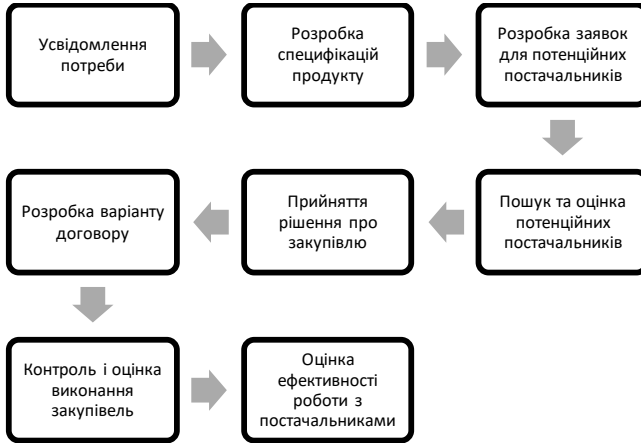 Усвідомлення
потреби
Розробка
специфікацій
продукту
Розробка заявок
для потенційних
постачальників
Розробка варіанту
договору
Прийняття
рішення про
закупівлю
Пошук та оцінка
потенційних
постачальників
Контроль і оцінка
виконання
закупівель
Оцінка
ефективності
роботи з
постачальниками